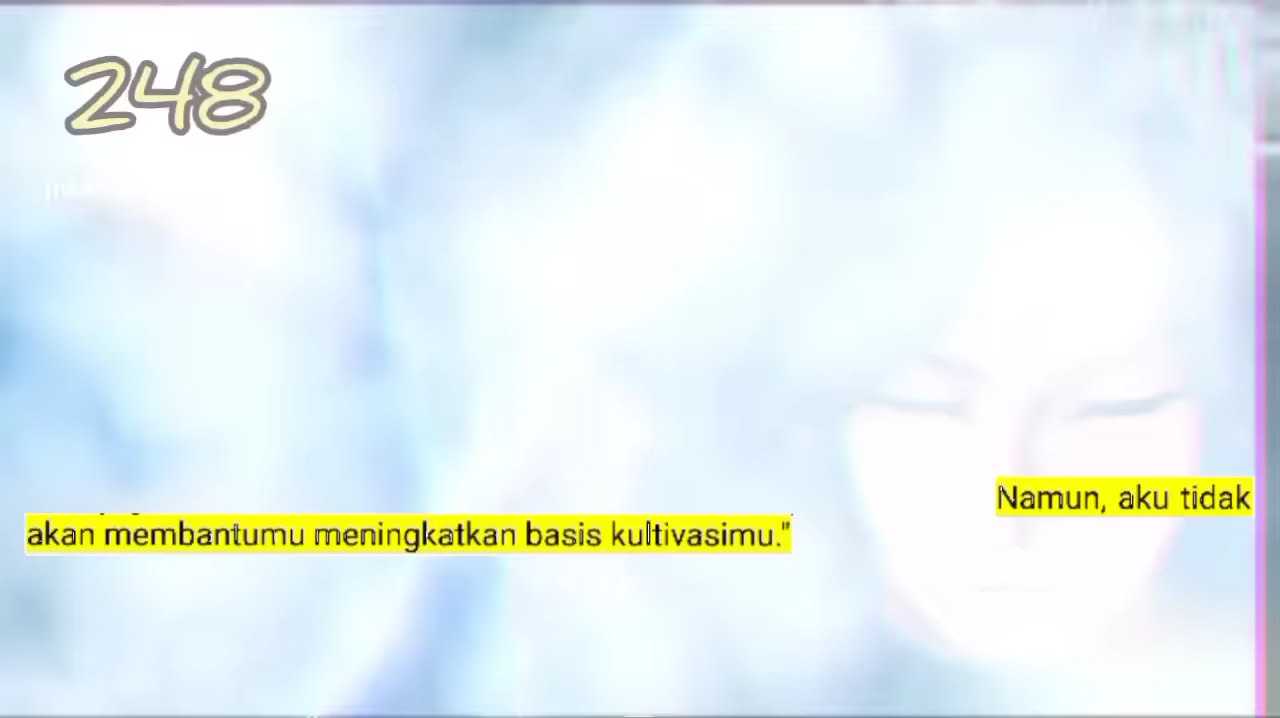 248
Namun, aku tidak
akan membantumu meningkatkan basis kultivasimu."